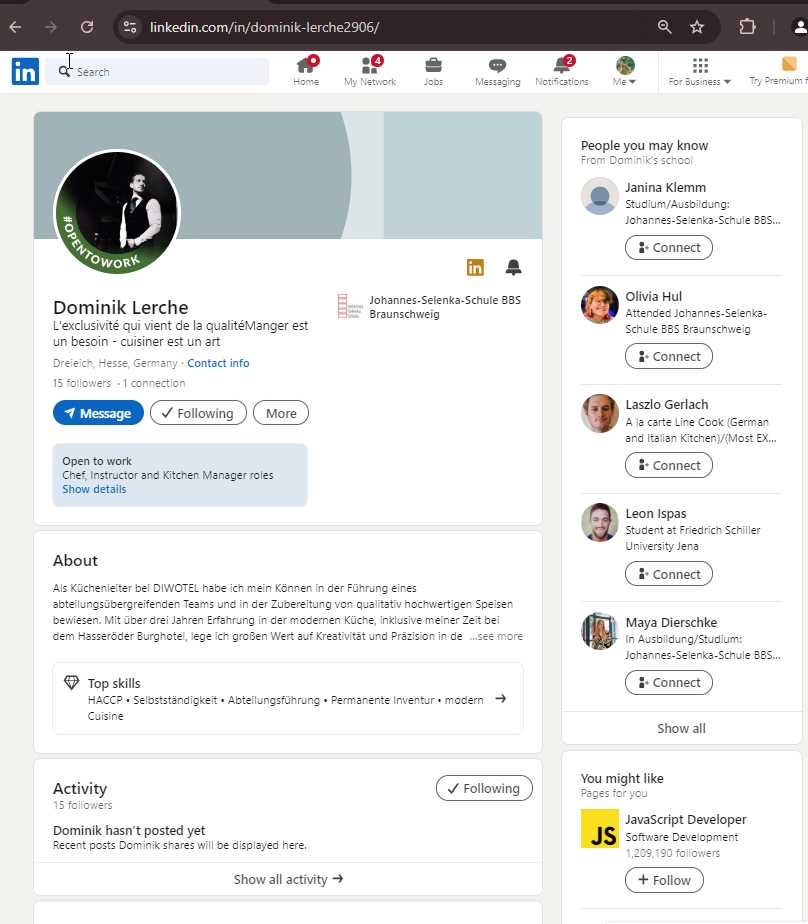 linkedin.com/in/dominik-lerche2906/
in
Search
Home
4
My Network
Jobs
Messaging
2
Notifications
Me
For Business
Try Premium f
#OPENTOWORK
in
Dominik Lerche
L'exclusivité qui vient de la qualitéManger est
un besoin - cuisiner est un art
Johannes-Selenka-Schule BBS
Braunschweig
Dreieich, Hesse, Germany · Contact info
15 followers · 1 connection
Message
Following
More
Open to work
Chef, Instructor and Kitchen Manager roles
Show details
About
Als Küchenleiter bei DIWOTEL habe ich mein Können in der Führung eines
abteilungsübergreifenden Teams und in der Zubereitung von qualitativ hochwertigen Speisen
bewiesen. Mit über drei Jahren Erfahrung in der modernen Küche, inklusive meiner Zeit bei
dem Hasseröder Burghotel, lege ich großen Wert auf Kreativität und Präzision in de ...see more
Top skills
HACCP • Selbstständigkeit • Abteilungsführung • Permanente Inventur • modern
Cuisine
Activity
15 followers
Following
Dominik hasn't posted yet
Recent posts Dominik shares will be displayed here.
Show all activity →
People you may know
From Dominik's school
Janina Klemm
Studium/Ausbildung:
Johannes-Selenka-Schule BBS...
Connect
Olivia Hul
Attended Johannes-Selenka-
Schule BBS Braunschweig
Connect
Laszlo Gerlach
A la carte Line Cook (German
and Italian Kitchen)/(Most EX...
Connect
Leon Ispas
Student at Friedrich Schiller
University Jena
Connect
Maya Dierschke
In Ausbildung/Studium:
Johannes-Selenka-Schule BBS...
Connect
Show all
You might like
Pages for you
JS
JavaScript Developer
Software Development
1,209,190 followers
+ Follow